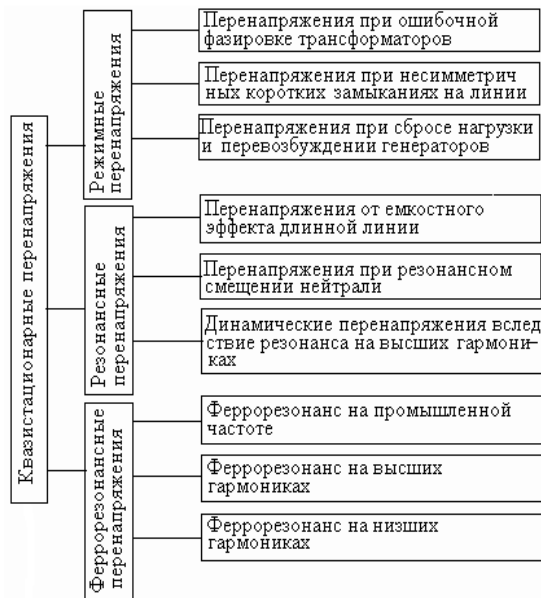 Квазистационарные перенапряжения
Режимные
перенапряжения
Перенапряжения при ошибочной
фазировке трансформаторов
Перенапряжения при несимметрич
ных коротких замыканиях на линии
Перенапряжения при сбросе нагрузки
и перевозбуждении генераторов
Резонансные
перенапряжения
Перенапряжения от емкостного
эффекта длинной линии
Перенапряжения при резонансном
смещении нейтрали
Динамические перенапряжения вслед
ствие резонанса на высших гармони-
ках
Феррорезонансные
перенапряжения
Феррорезонанс на промышленной
частоте
Феррорезонанс на высших
гармониках
Феррорезонанс на низших
гармониках